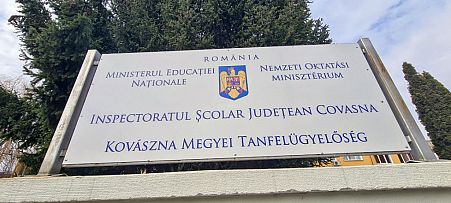 ROMÂNIA
MINISTERUL EDUCAȚIEI
NAȚIONALE
NEMZETI OKTATÁSI
MINISZTÉRIUM
INSPECTORATUL ȘCOLAR JUDEȚEAN COVASNA
KOVÁSZNA MEGYEI TANFELÜGYELŐSÉG